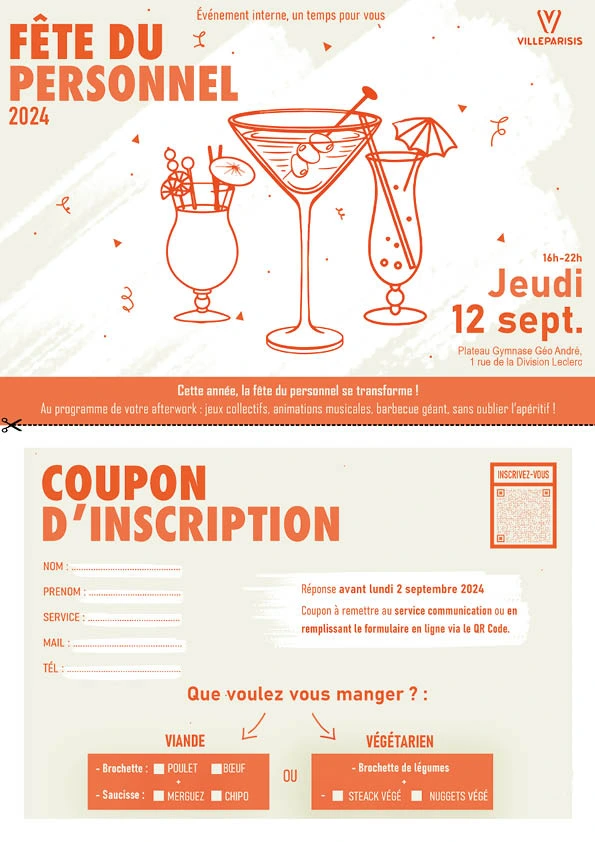 Événement interne, un temps pour vous
VILLEPARISIS
FÊTE DU
PERSONNEL
2024
16h-22h
Jeudi
12 sept.
Plateau Gymnase Géo André,
1 rue de la Division Leclerc
Cette année, la fête du personnel se transforme !
Au programme de votre afterwork : jeux collectifs, animations musicales, barbecue géant, sans oublier l'apéritif !
COUPON
D'INSCRIPTION
INSCRIVEZ-VOUS
NOM : ................................
PRENOM : ................................
SERVICE : ................................
MAIL : ................................
TÉL : ................................
Réponse avant lundi 2 septembre 2024
Coupon à remettre au service communication ou en
remplissant le formulaire en ligne via le QR Code.
Que voulez vous manger ? :
VIANDE
- Brochette : POULET BŒUF
+
- Saucisse : MERGUEZ CHIPO
OU
VÉGÉTARIEN
- Brochette de légumes
+
- STEACK VÉGÉ NUGGETS VÉGÉ